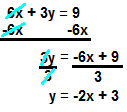 6x + 3y = 9
-6x -6x
3y = -6x + 9
3 3
y = -2x + 3